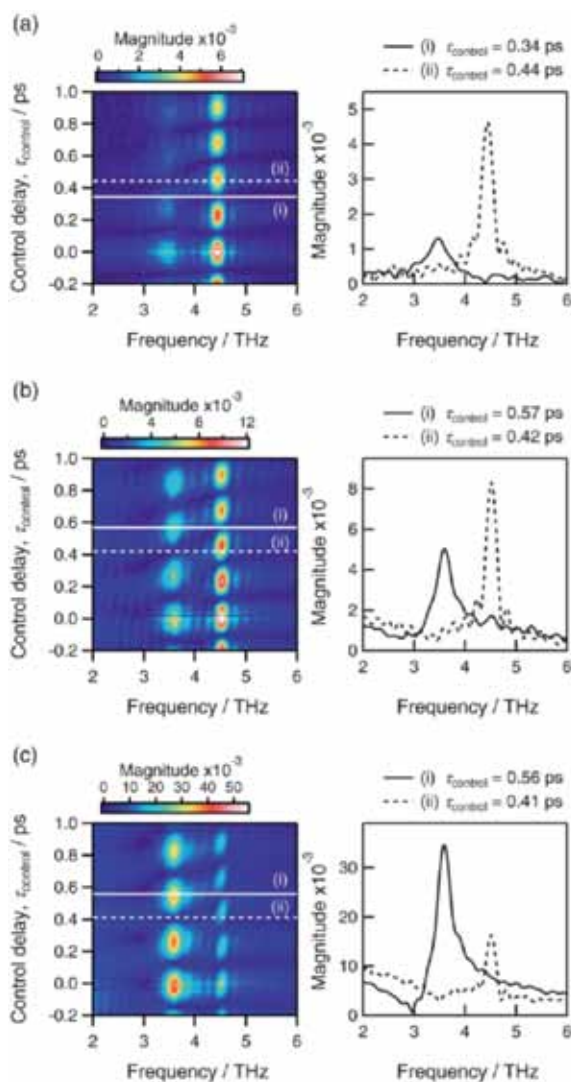 (a)
Magnitude x10⁻³
0 2 4 6
Control delay, τcontrol / ps
1.0
0.8
0.6
0.4
0.2
0.0
-0.2
(ii)
(i)
2 3 4 5 6
Frequency / THz
(i) τcontrol = 0.34 ps
(ii) τcontrol = 0.44 ps
Magnitude x10⁻³
5
4
3
2
1
0
2 3 4 5 6
Frequency / THz
(b)
Magnitude x10⁻³
0 4 8 12
Control delay, τcontrol / ps
1.0
0.8
0.6
0.4
0.2
0.0
-0.2
(i)
(ii)
2 3 4 5 6
Frequency / THz
(i) τcontrol = 0.57 ps
(ii) τcontrol = 0.42 ps
Magnitude x10⁻³
8
6
4
2
0
2 3 4 5 6
Frequency / THz
(c)
Magnitude x10⁻³
0 10 20 30 40 50
Control delay, τcontrol / ps
1.0
0.8
0.6
0.4
0.2
0.0
-0.2
(i)
(ii)
2 3 4 5 6
Frequency / THz
(i) τcontrol = 0.56 ps
(ii) τcontrol = 0.41 ps
Magnitude x10⁻³
30
20
10
0
2 3 4 5 6
Frequency / THz